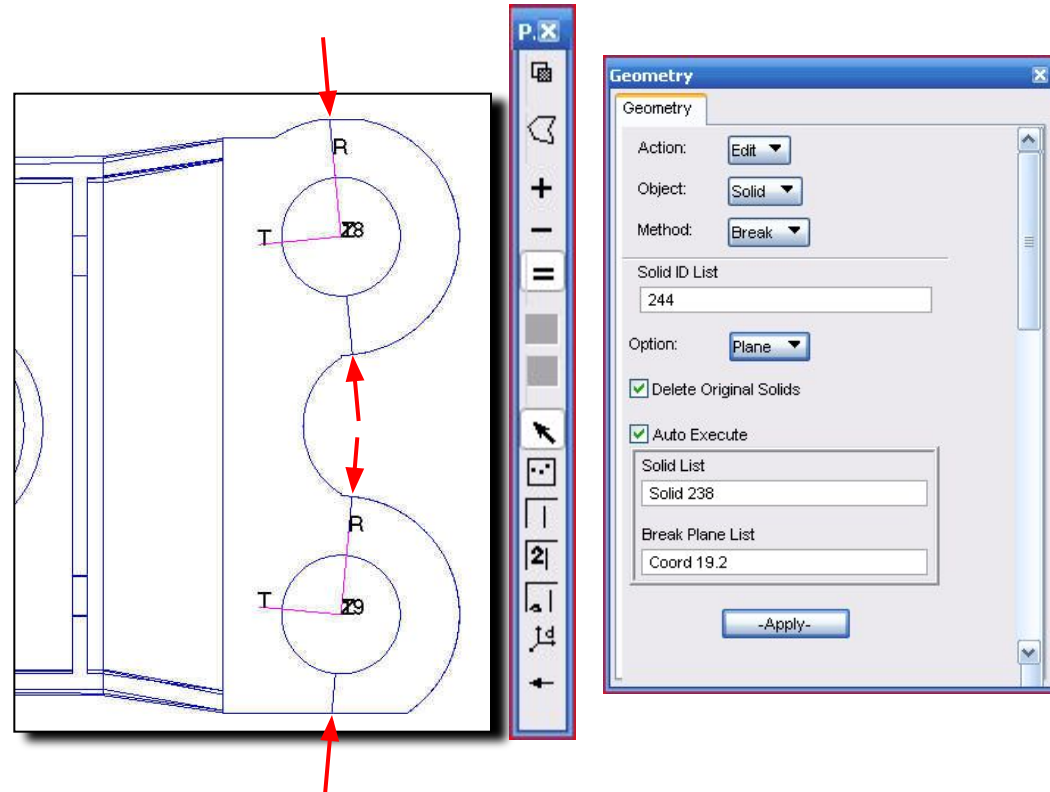 R
T
R
T
P.
2
Geometry
Geometry
Action: Edit
Object: Solid
Method: Break
Solid ID List
244
Option: Plane
Delete Original Solids
Auto Execute
Solid List
Solid 238
Break Plane List
Coord 19.2
-Apply-